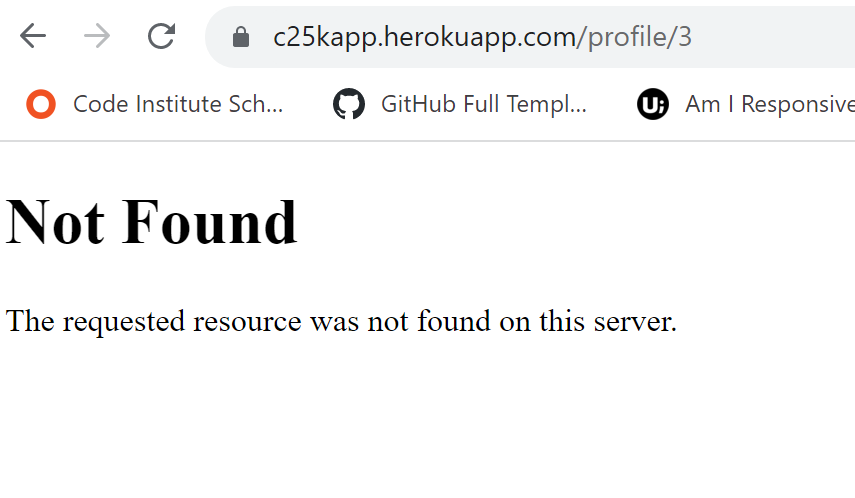 c25kapp.herokuapp.com/profile/3
Code Institute Sch... GitHub Full Templ... Am I Responsive
Not Found
The requested resource was not found on this server.